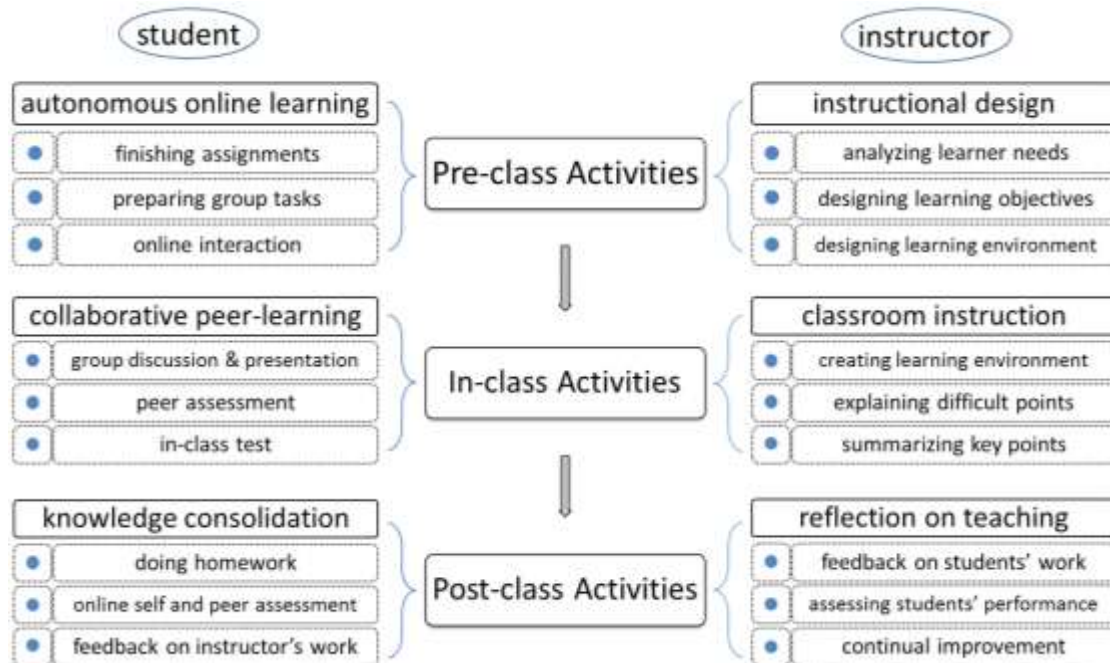 student
instructor
autonomous online learning
finishing assignments
preparing group tasks
online interaction
Pre-class Activities
instructional design
analyzing learner needs
designing learning objectives
designing learning environment
collaborative peer-learning
group discussion & presentation
peer assessment
in-class test
In-class Activities
classroom instruction
creating learning environment
explaining difficult points
summarizing key points
knowledge consolidation
doing homework
online self and peer assessment
feedback on instructor's work
Post-class Activities
reflection on teaching
feedback on students' work
assessing students' performance
continual improvement